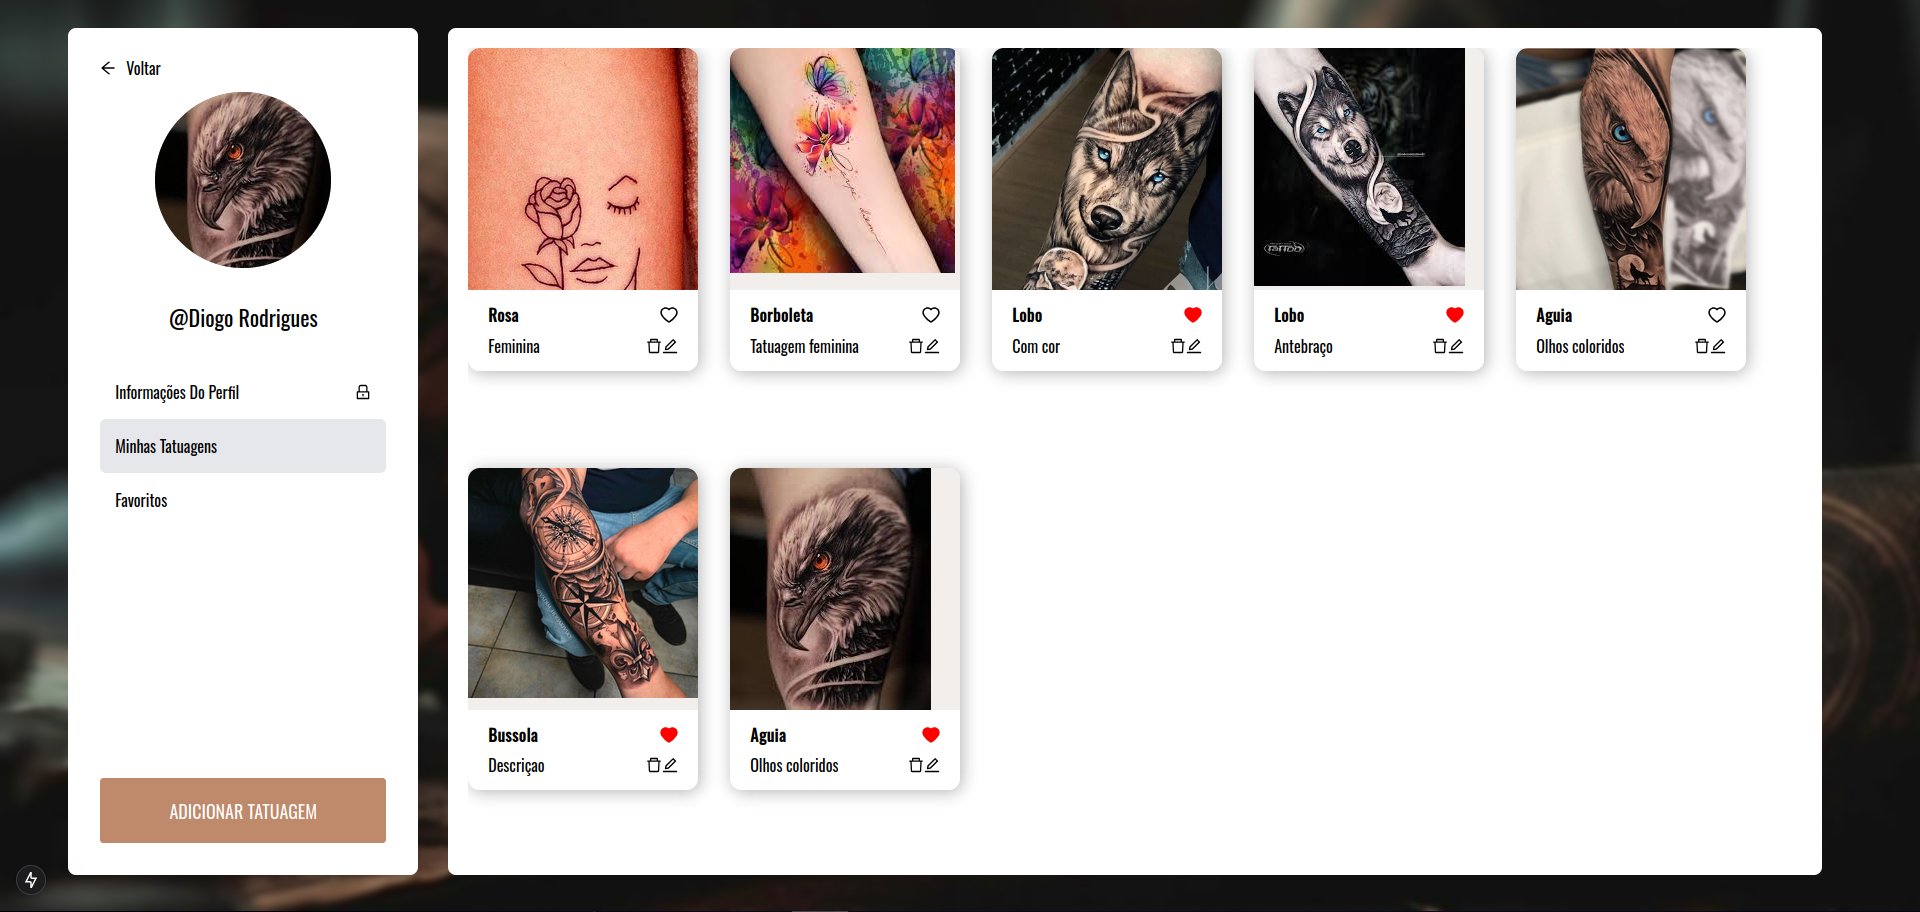 Voltar
@Diogo Rodrigues
Informações Do Perfil
Minhas Tatuagens
Favoritos
ADICIONAR TATUAGEM
Rosa
Feminina
Borboleta
Tatuagem feminina
Lobo
Com cor
Lobo
Antebraço
Aguia
Olhos coloridos
Bussola
Descriçao
Aguia
Olhos coloridos